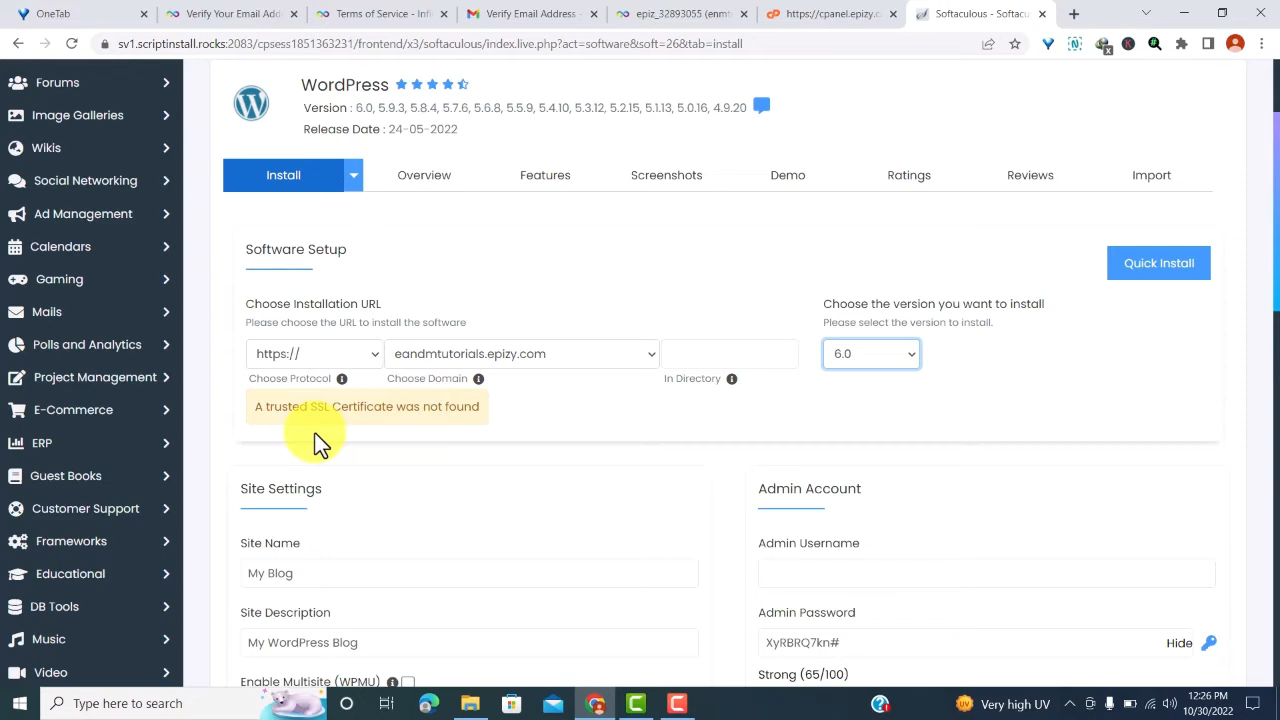 OneTab
Verify Your Email Address
Terms of Service - Infi
Verify Email Address -
epiz_32893055 (enmt
https://cpanel.epizy.c
Softaculous - Softacu
sv1.scriptinstall.rocks:2083/cpsess1851363231/frontend/x3/softaculous/index.live.php?act=software&soft=26&tab=install
Forums
Image Galleries
Wikis
Social Networking
Ad Management
Calendars
Gaming
Mails
Polls and Analytics
Project Management
E-Commerce
ERP
Guest Books
Customer Support
Frameworks
Educational
DB Tools
Music
Video
WordPress
Version : 6.0, 5.9.3, 5.8.4, 5.7.6, 5.6.8, 5.5.9, 5.4.10, 5.3.12, 5.2.15, 5.1.13, 5.0.16, 4.9.20
Release Date : 24-05-2022
Install Overview Features Screenshots Demo Ratings Reviews Import
Software Setup
Quick Install
Choose Installation URL
Please choose the URL to install the software
https:// eandmtutorials.epizy.com
Choose Protocol Choose Domain In Directory
A trusted SSL Certificate was not found
Choose the version you want to install
Please select the version to install.
6.0
Site Settings
Site Name
My Blog
Site Description
My WordPress Blog
Enable Multisite (WPMU)
Admin Account
Admin Username
Admin Password
XyRBRQ7kn# Hide
Strong (65/100)
Type here to search
Very high UV
12:26 PM
10/30/2022